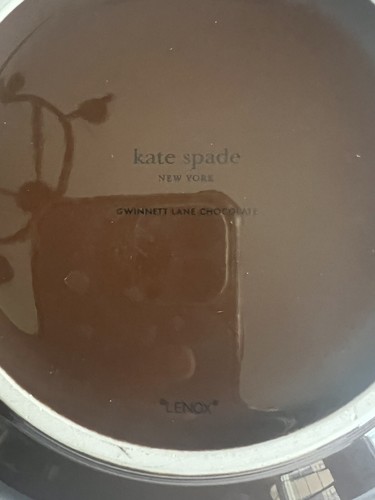 kate spade
NEW YORK
GWINNETT LANE CHOCOLATE
"LENOX"